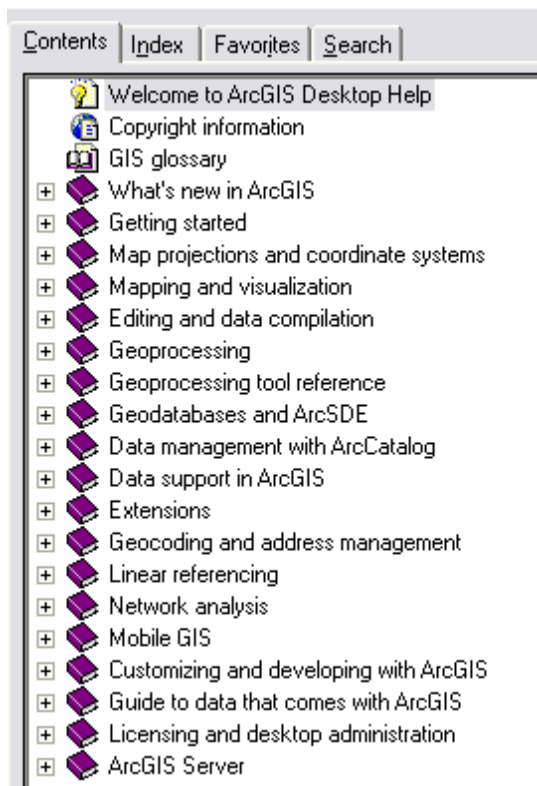 Contents Index Favorites Search
Welcome to ArcGIS Desktop Help
Copyright information
GIS glossary
What's new in ArcGIS
Getting started
Map projections and coordinate systems
Mapping and visualization
Editing and data compilation
Geoprocessing
Geoprocessing tool reference
Geodatabases and ArcSDE
Data management with ArcCatalog
Data support in ArcGIS
Extensions
Geocoding and address management
Linear referencing
Network analysis
Mobile GIS
Customizing and developing with ArcGIS
Guide to data that comes with ArcGIS
Licensing and desktop administration
ArcGIS Server